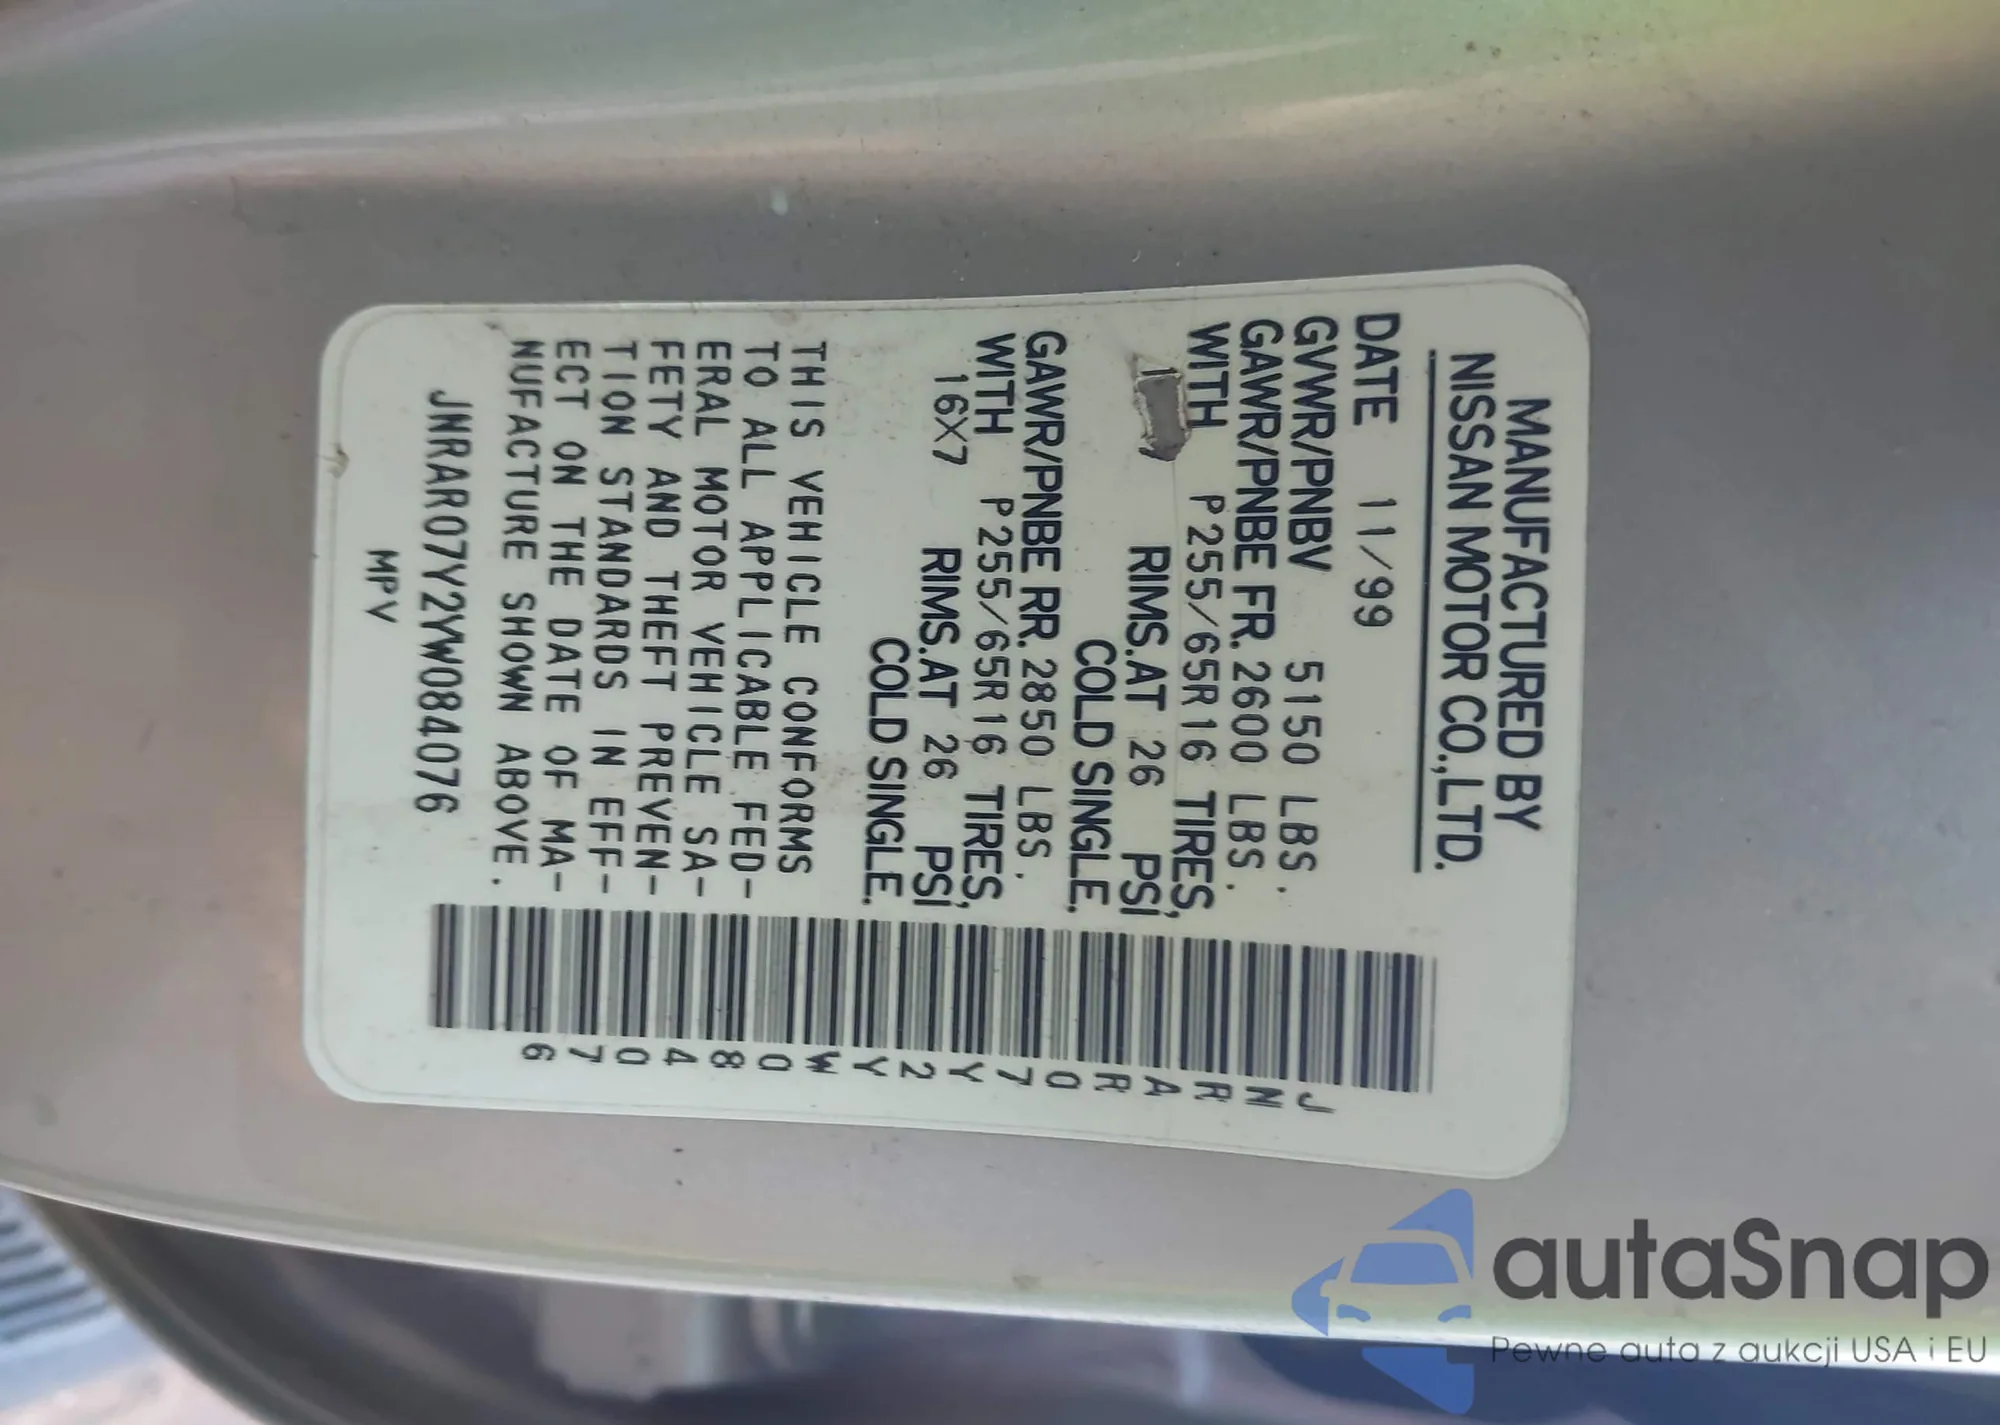 MANUFACTURED BY
NISSAN MOTOR CO.,LTD.
DATE 11/99
GVWR/PNBV 5150 LBS.
GAWR/PNBE FR. 2600 LBS.
WITH P255/65R16 TIRES,
RIMS.AT 26 PSI
COLD SINGLE.
GAWR/PNBE RR. 2850 LBS.
WITH P255/65R16 TIRES,
16X7 RIMS.AT 26 PSI
COLD SINGLE.
THIS VEHICLE CONFORMS
TO ALL APPLICABLE FED-
ERAL MOTOR VEHICLE SA-
FETY AND THEFT PREVEN-
TION STANDARDS IN EFF-
ECT ON THE DATE OF MA-
NUFACTURE SHOWN ABOVE.
JNRAR07Y2YW084076
MPV
JNRAR07Y2YW084076
autaSnap
Pewne auta z aukcji USA i EU